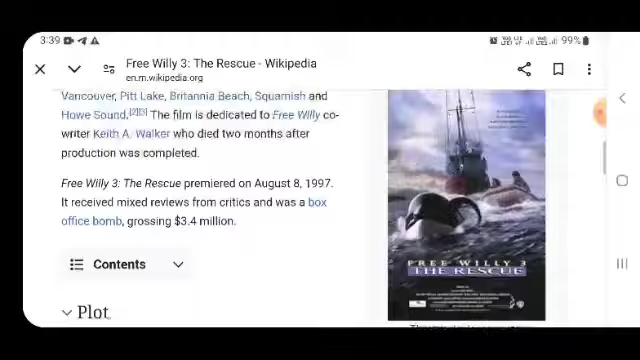 3:39
99%
Free Willy 3: The Rescue - Wikipedia
en.m.wikipedia.org
Vancouver, Pitt Lake, Britannia Beach, Squamish and
Howe Sound.[2][3] The film is dedicated to Free Willy co-
writer Keith A. Walker who died two months after
production was completed.
Free Willy 3: The Rescue premiered on August 8, 1997.
It received mixed reviews from critics and was a box
office bomb, grossing $3.4 million.
Contents
Plot
FREE WILLY 3
THE RESCUE